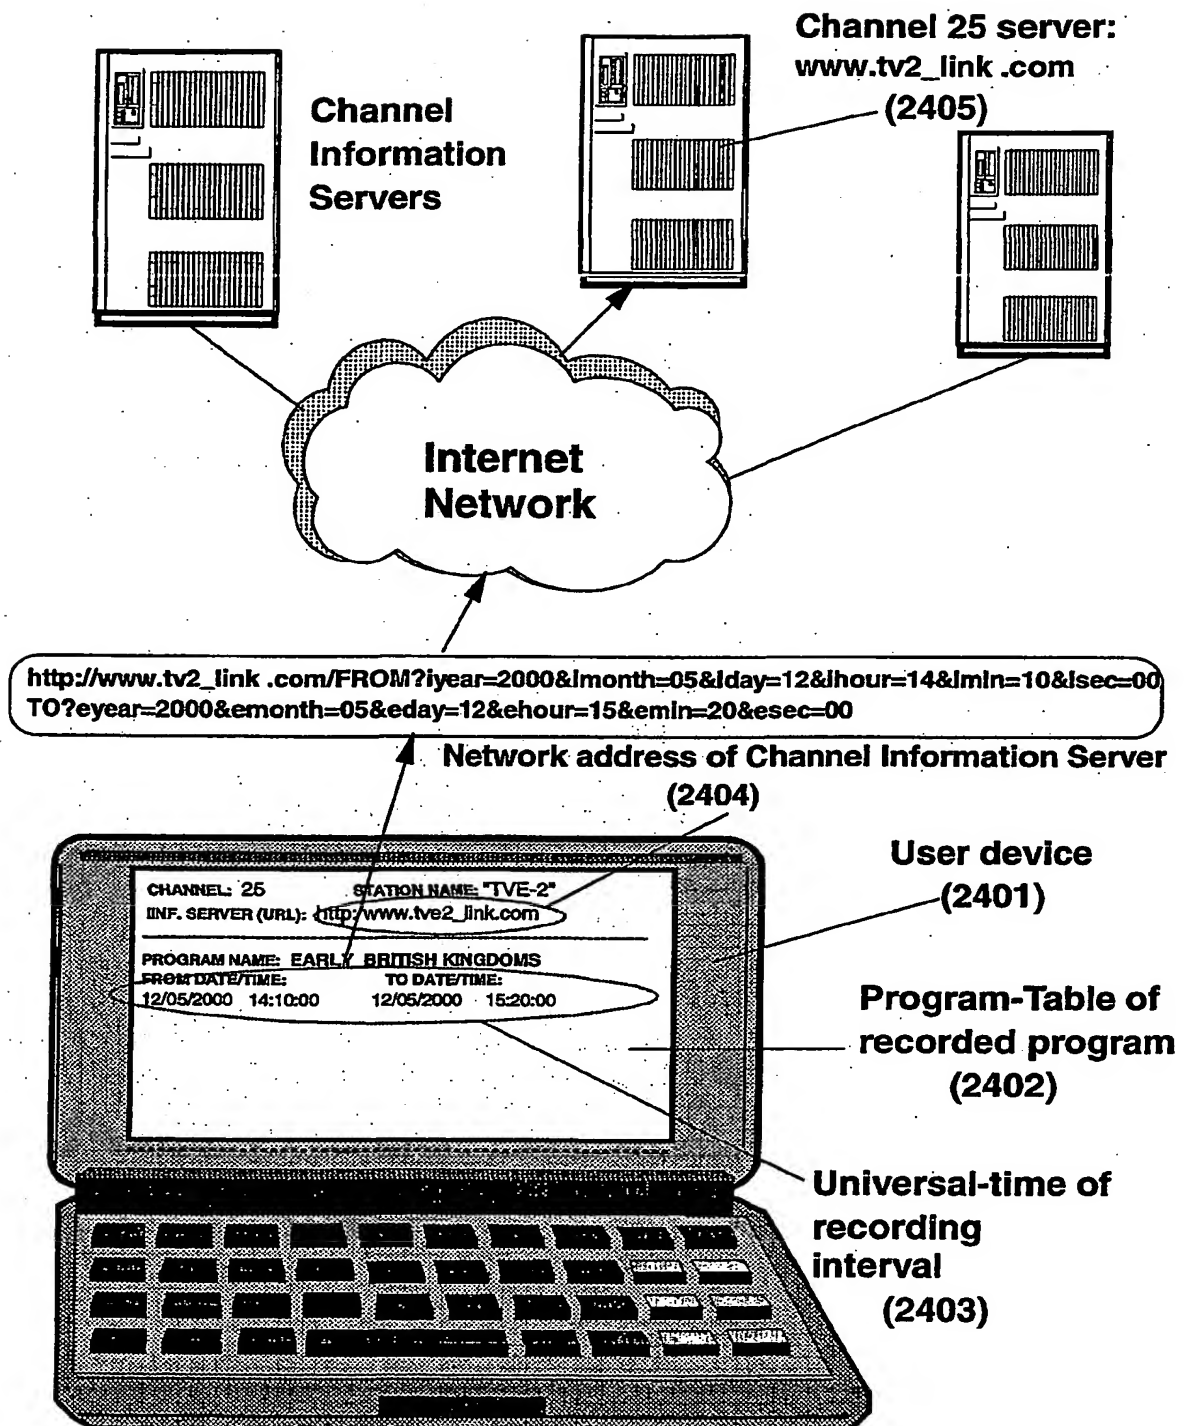 Channel 25 server:
www.tv2_link .com
(2405)
Channel
Information
Servers
Internet
Network
http://www.tv2_link .com/FROM?iyear=2000&imonth=05&iday=12&ihour=14&imin=10&isec=00
TO?eyear=2000&emonth=05&eday=12&ehour=15&emin=20&esec=00
Network address of Channel Information Server
(2404)
User device
(2401)
CHANNEL: 25 STATION NAME: "TVE-2"
IINF. SERVER (URL): http:/www.tve2_link.com
PROGRAM NAME: EARLY BRITISH KINGDOMS
FROM DATE/TIME: TO DATE/TIME:
12/05/2000 14:10:00 12/05/2000 15:20:00
Program-Table of
recorded program
(2402)
Universal-time of
recording
interval
(2403)